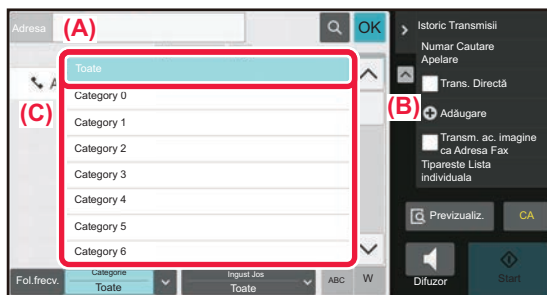 Adresa
(A)
OK
Toate
A
(C)
Category 0
Category 1
Category 2
Category 3
Category 4
Category 5
Category 6
Fol.frecv.
Categorie
Toate
Ingust Jos
Toate
ABC
W
Istoric Transmisii
Numar Cautare
Apelare
Trans. Directă
(B)
Adăugare
Transm. ac. imagine
ca Adresa Fax
Tipareste Lista
individuala
Previzualiz.
CA
Difuzor
Start